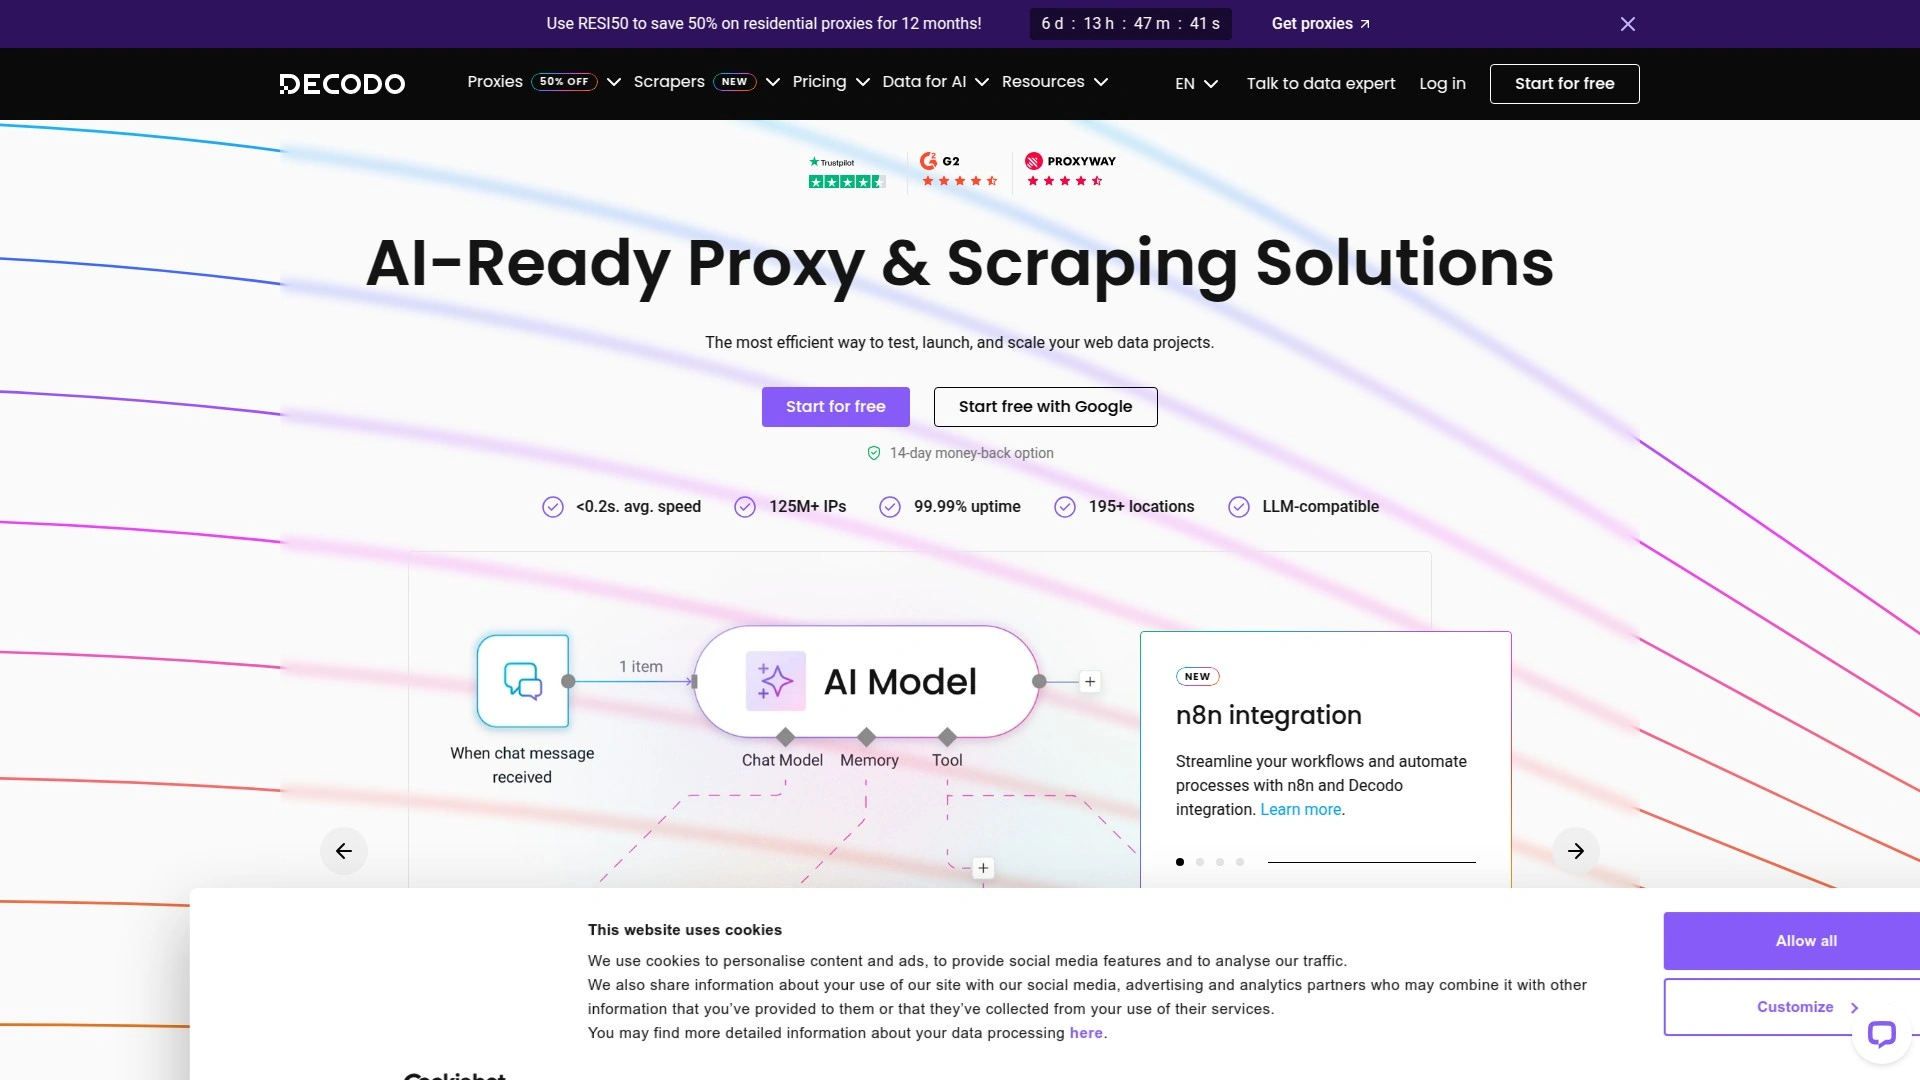 Use RESI50 to save 50% on residential proxies for 12 months!
6 d : 13 h : 47 m : 41 s
Get proxies
DECODO
Proxies 50% OFF
Scrapers NEW
Pricing
Data for AI
Resources
EN
Talk to data expert
Log in
Start for free
Trustpilot
G2
PROXYWAY
AI-Ready Proxy & Scraping Solutions
The most efficient way to test, launch, and scale your web data projects.
Start for free
Start free with Google
14-day money-back option
<0.2s. avg. speed
125M+ IPs
99.99% uptime
195+ locations
LLM-compatible
1 item
AI Model
When chat message
received
Chat Model
Memory
Tool
NEW
n8n integration
Streamline your workflows and automate
processes with n8n and Decodo
integration. Learn more.
This website uses cookies
We use cookies to personalise content and ads, to provide social media features and to analyse our traffic.
We also share information about your use of our site with our social media, advertising and analytics partners who may combine it with other
information that you’ve provided to them or that they’ve collected from your use of their services.
You may find more detailed information about your data processing here.
Allow all
Customize